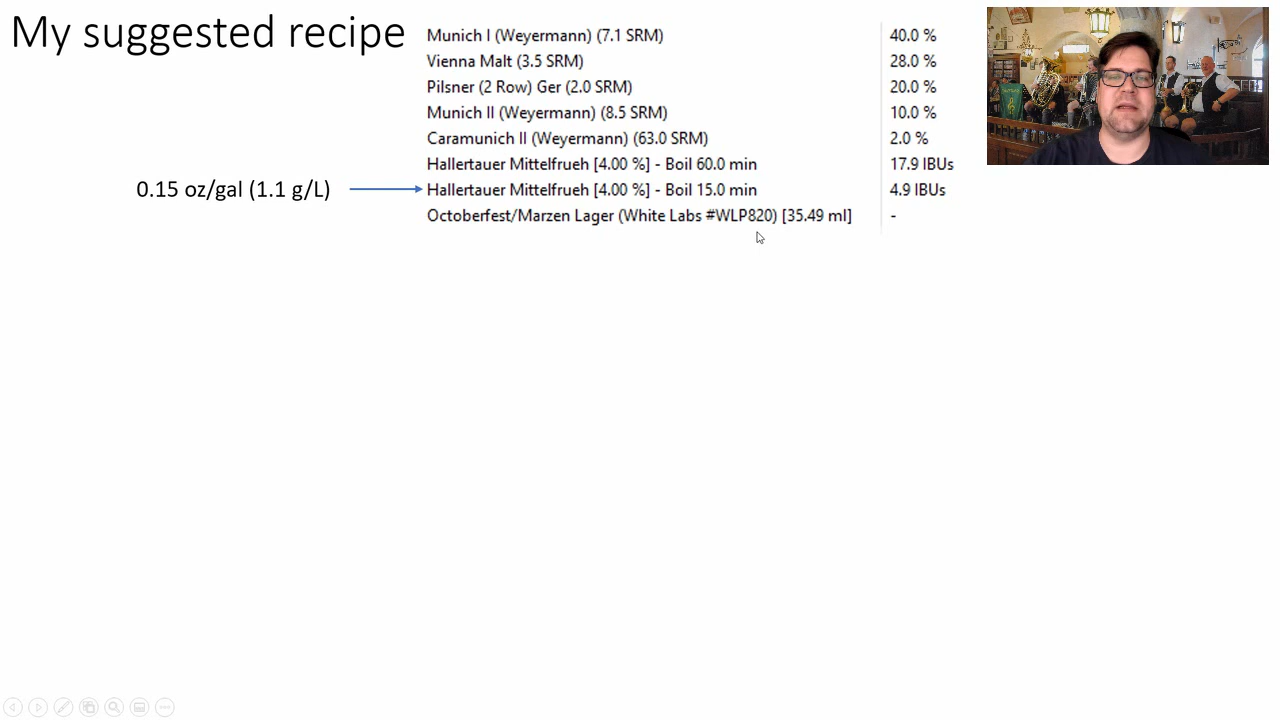 My suggested recipe
Munich I (Weyermann) (7.1 SRM) 40.0 %
Vienna Malt (3.5 SRM) 28.0 %
Pilsner (2 Row) Ger (2.0 SRM) 20.0 %
Munich II (Weyermann) (8.5 SRM) 10.0 %
Caramunich II (Weyermann) (63.0 SRM) 2.0 %
Hallertauer Mittelfrueh [4.00 %] - Boil 60.0 min 17.9 IBUs
0.15 oz/gal (1.1 g/L) Hallertauer Mittelfrueh [4.00 %] - Boil 15.0 min 4.9 IBUs
Octoberfest/Marzen Lager (White Labs #WLP820) [35.49 ml] -